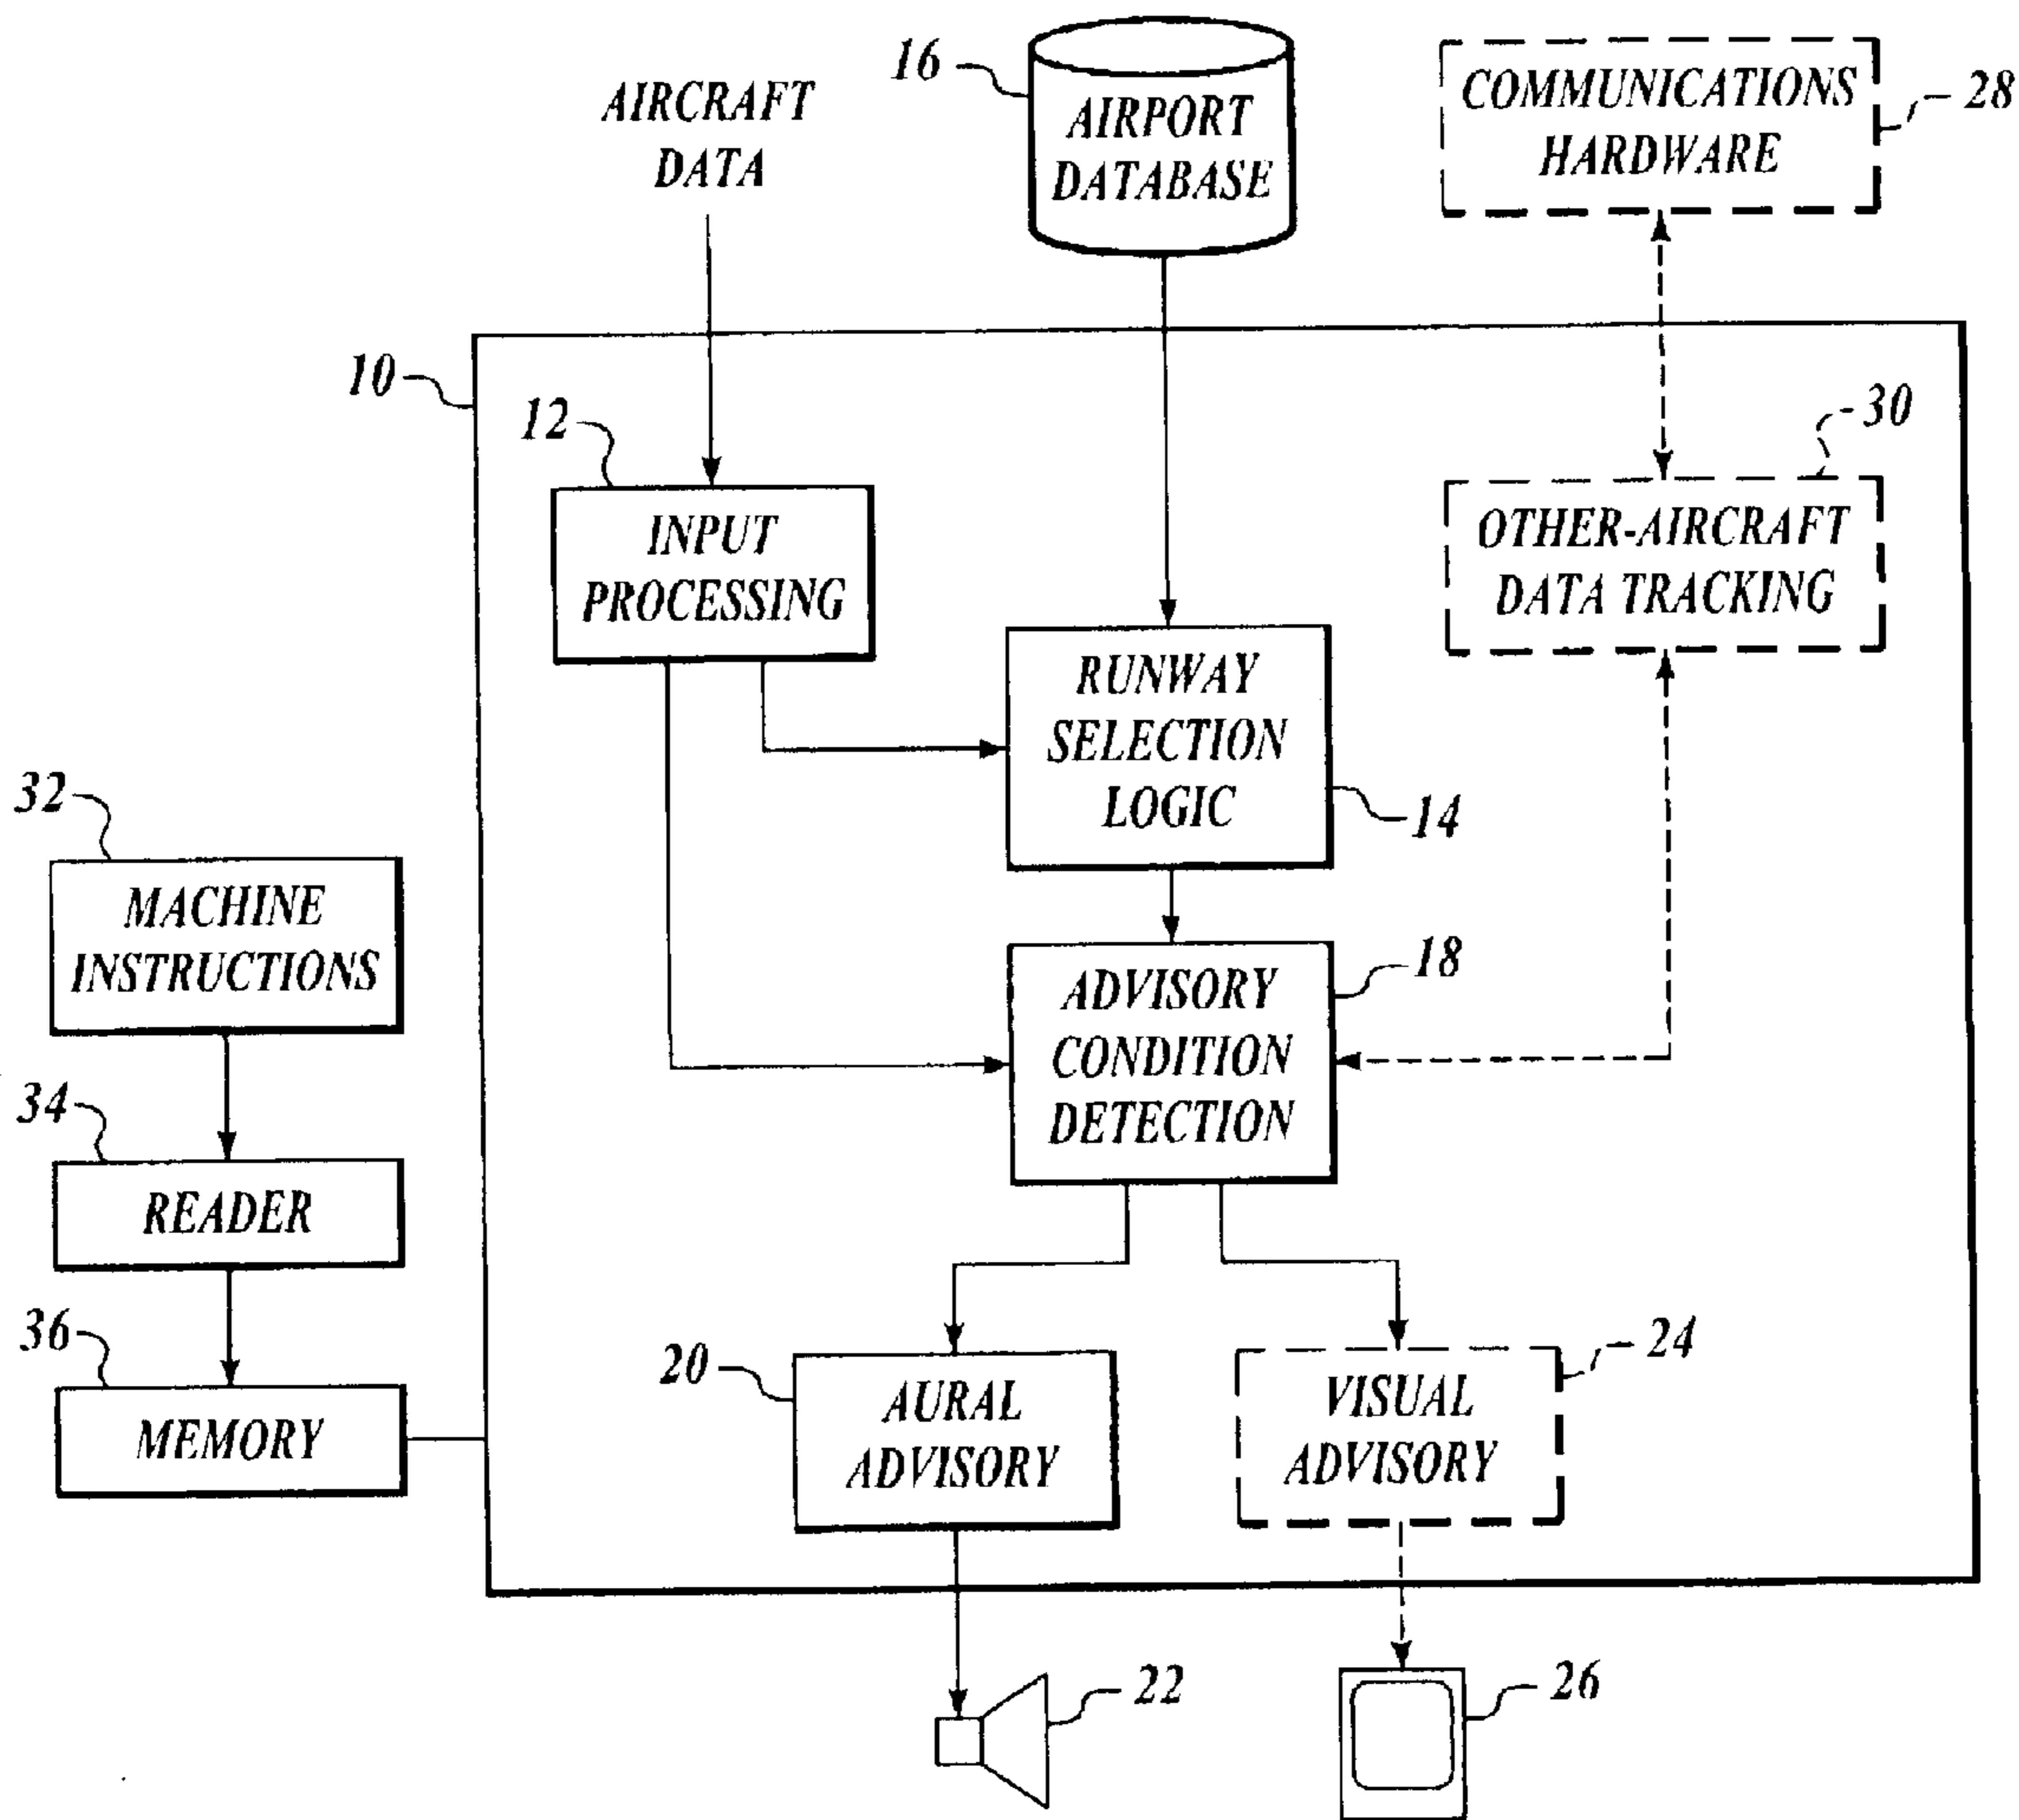 AIRCRAFT
DATA
16
AIRPORT
DATABASE
COMMUNICATIONS
HARDWARE
28
10
12
INPUT
PROCESSING
30
OTHER-AIRCRAFT
DATA TRACKING
RUNWAY
SELECTION
LOGIC
14
32
MACHINE
INSTRUCTIONS
18
ADVISORY
CONDITION
DETECTION
34
READER
36
MEMORY
20
AURAL
ADVISORY
24
VISUAL
ADVISORY
22
26